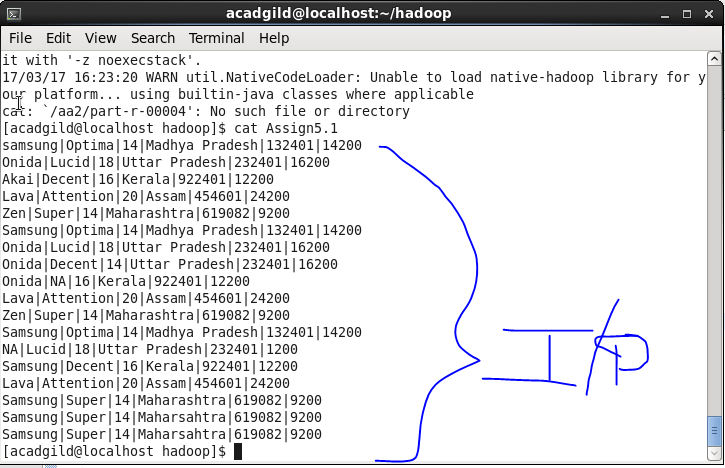 acadgild@localhost:~/hadoop
File Edit View Search Terminal Help
it with '-z noexecstack'.
17/03/17 16:23:20 WARN util.NativeCodeLoader: Unable to load native-hadoop library for y
our platform... using builtin-java classes where applicable
cat: `/aa2/part-r-00004': No such file or directory
[acadgild@localhost hadoop]$ cat Assign5.1
samsung|Optima|14|Madhya Pradesh|132401|14200
Onida|Lucid|18|Uttar Pradesh|232401|16200
Akai|Decent|16|Kerala|922401|12200
Lava|Attention|20|Assam|454601|24200
Zen|Super|14|Maharashtra|619082|9200
Samsung|Optima|14|Madhya Pradesh|132401|14200
Onida|Lucid|18|Uttar Pradesh|232401|16200
Onida|Decent|14|Uttar Pradesh|232401|16200
Onida|NA|16|Kerala|922401|12200
Lava|Attention|20|Assam|454601|24200
Zen|Super|14|Maharashtra|619082|9200
Samsung|Optima|14|Madhya Pradesh|132401|14200
NA|Lucid|18|Uttar Pradesh|232401|1200
Samsung|Decent|16|Kerala|922401|12200
Lava|Attention|20|Assam|454601|24200
Samsung|Super|14|Maharashtra|619082|9200
Samsung|Super|14|Maharsahtra|619082|9200
Samsung|Super|14|Maharsahtra|619082|9200
[acadgild@localhost hadoop]$
I/P